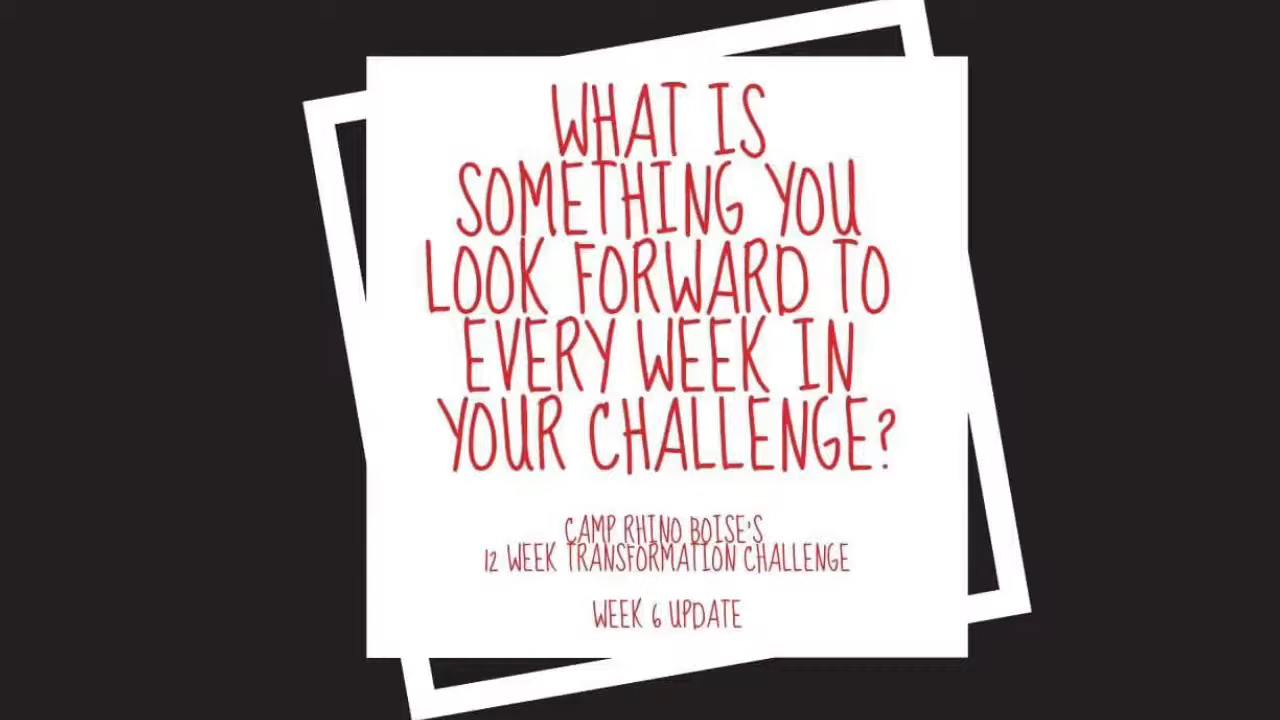 WHAT IS
SOMETHING YOU
LOOK FORWARD TO
EVERY WEEK IN
YOUR CHALLENGE?
CAMP RHINO BOISE'S
12 WEEK TRANSFORMATION CHALLENGE
WEEK 6 UPDATE